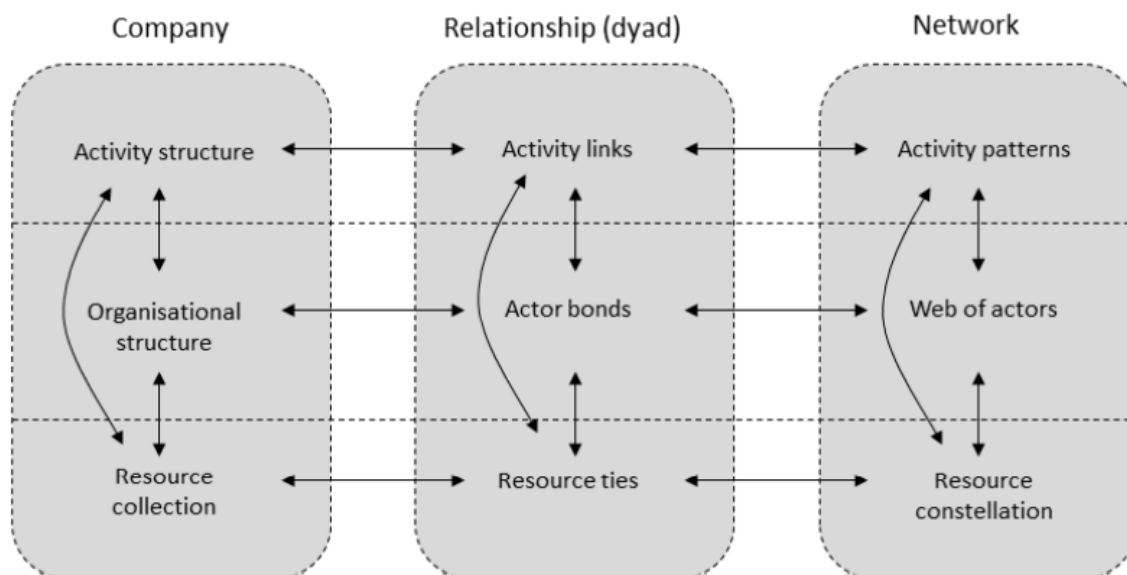 Company
Relationship (dyad)
Network
Activity structure
Activity links
Activity patterns
Organisational
structure
Actor bonds
Web of actors
Resource
collection
Resource ties
Resource
constellation